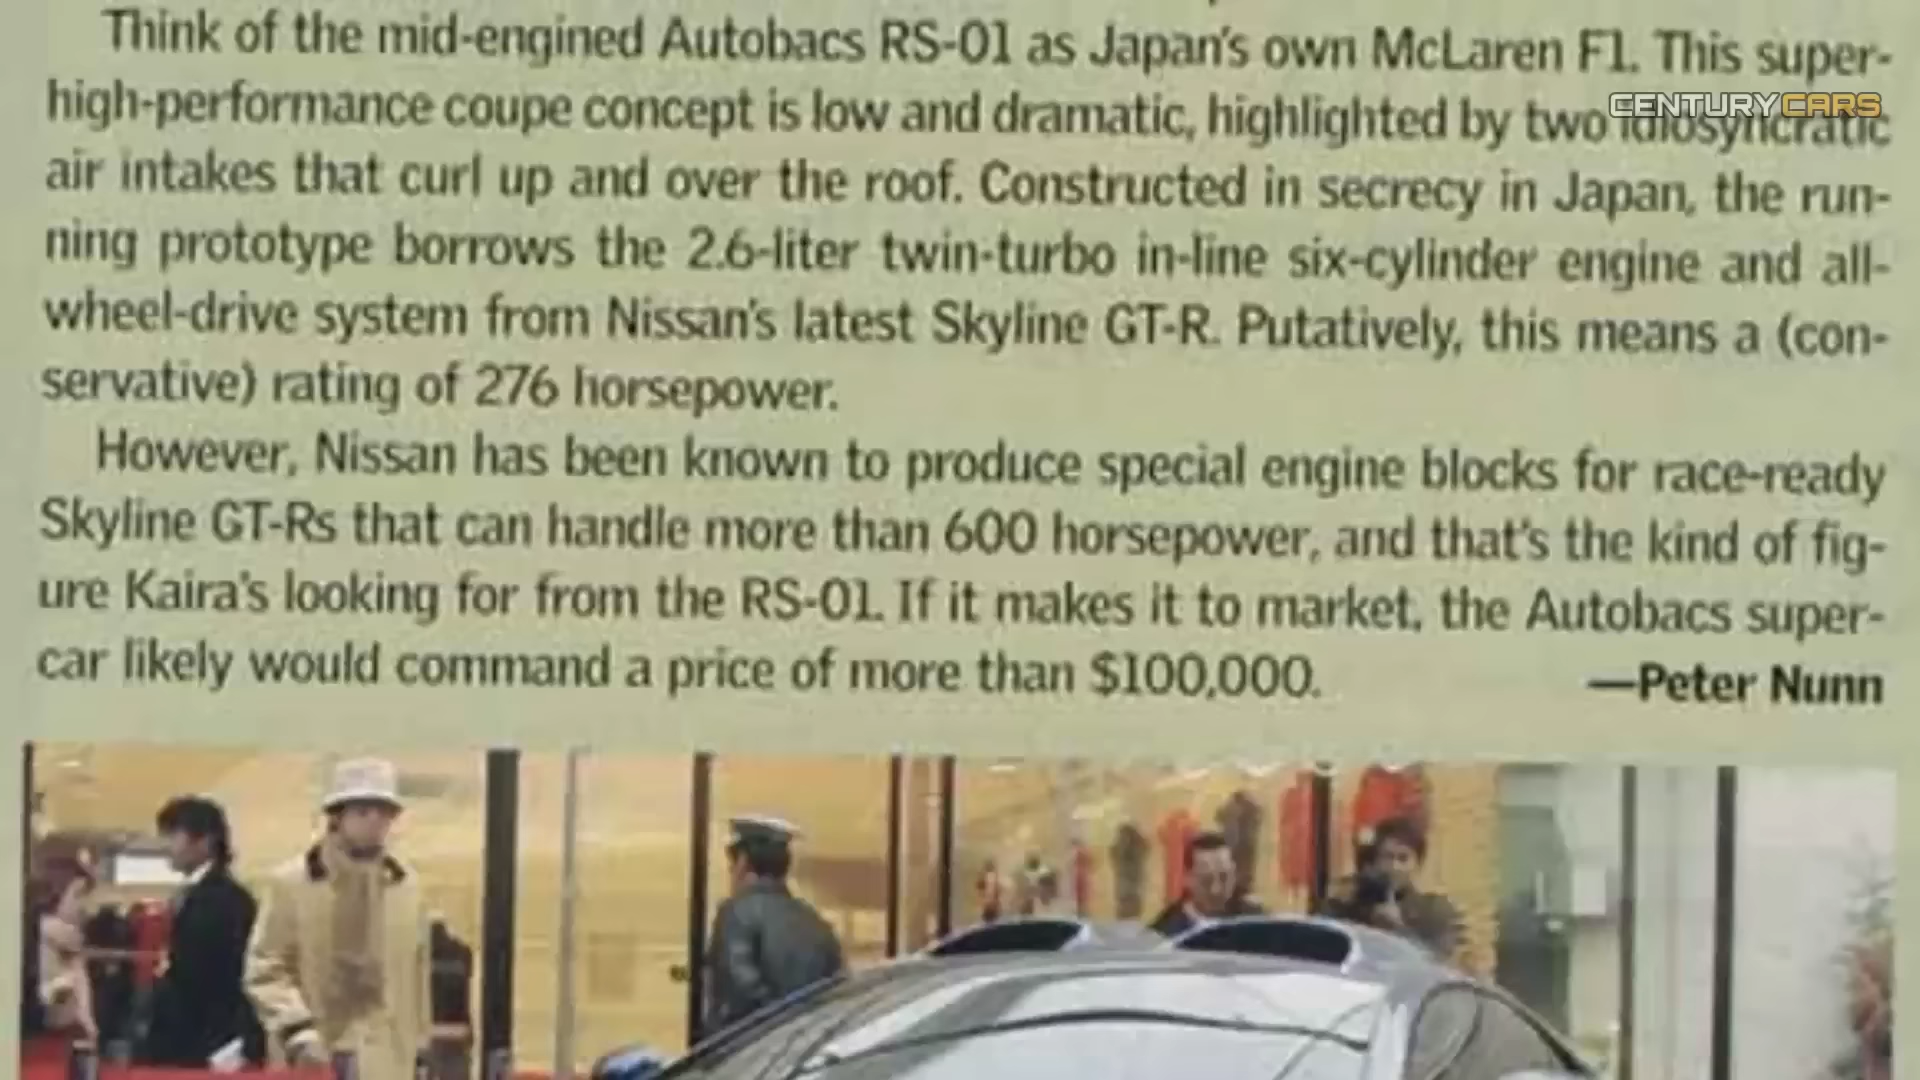 Think of the mid-engined Autobacs RS-01 as Japan's own McLaren F1. This super-
high-performance coupe concept is low and dramatic, highlighted by two idiosyncratic
CENTURYCARS
air intakes that curl up and over the roof. Constructed in secrecy in Japan, the run-
ning prototype borrows the 2.6-liter twin-turbo in-line six-cylinder engine and all-
wheel-drive system from Nissan's latest Skyline GT-R. Putatively, this means a (con-
servative) rating of 276 horsepower.
However, Nissan has been known to produce special engine blocks for race-ready
Skyline GT-Rs that can handle more than 600 horsepower, and that's the kind of fig-
ure Kaira's looking for from the RS-01. If it makes it to market, the Autobacs super-
car likely would command a price of more than $100,000.
—Peter Nunn